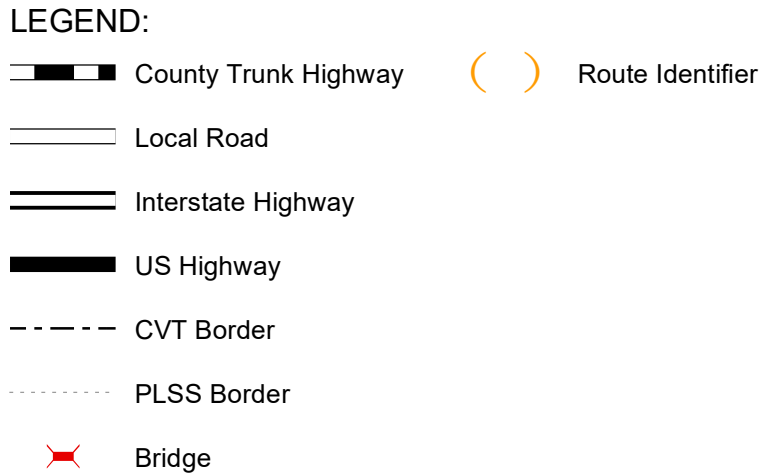 LEGEND:
County Trunk Highway
Local Road
Interstate Highway
US Highway
CVT Border
PLSS Border
Bridge
( ) Route Identifier